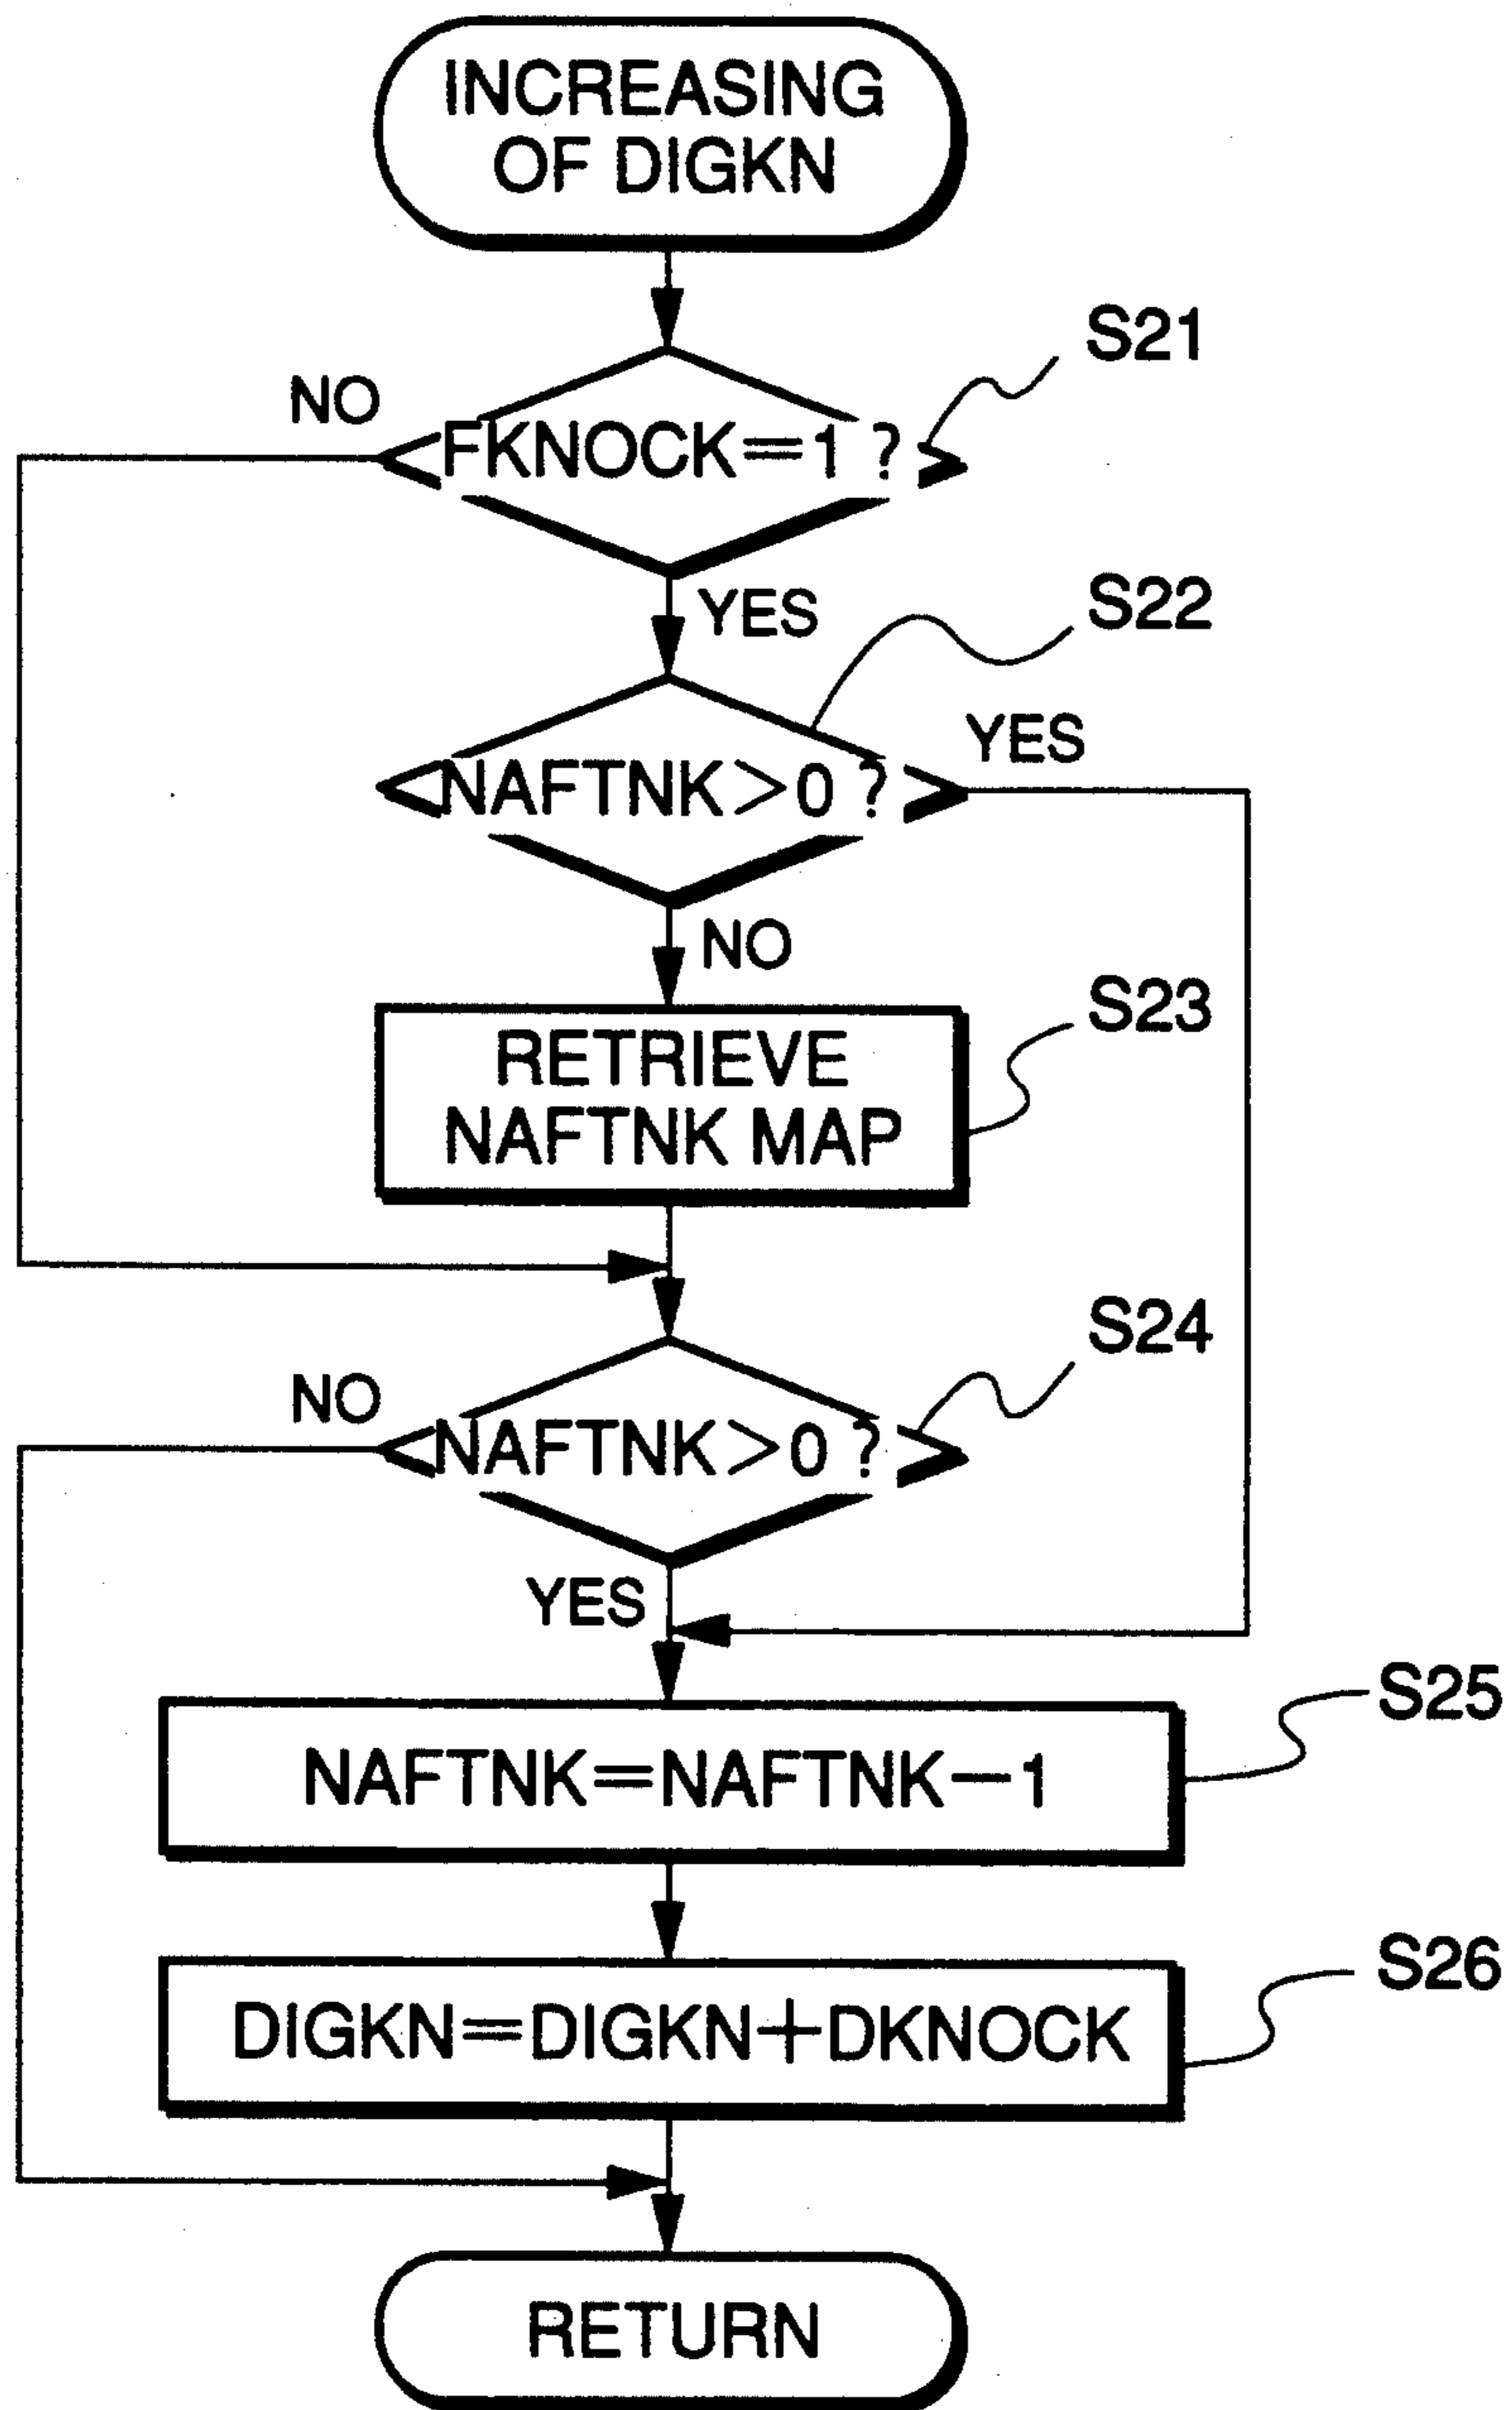 INCREASING
OF DIGKN
S21
NO
FKNOCK=1 ?
YES
S22
YES
NAFTNK>0 ?
NO
S23
RETRIEVE
NAFTNK MAP
S24
NO
NAFTNK>0 ?
YES
S25
NAFTNK=NAFTNK−1
S26
DIGKN=DIGKN+DKNOCK
RETURN